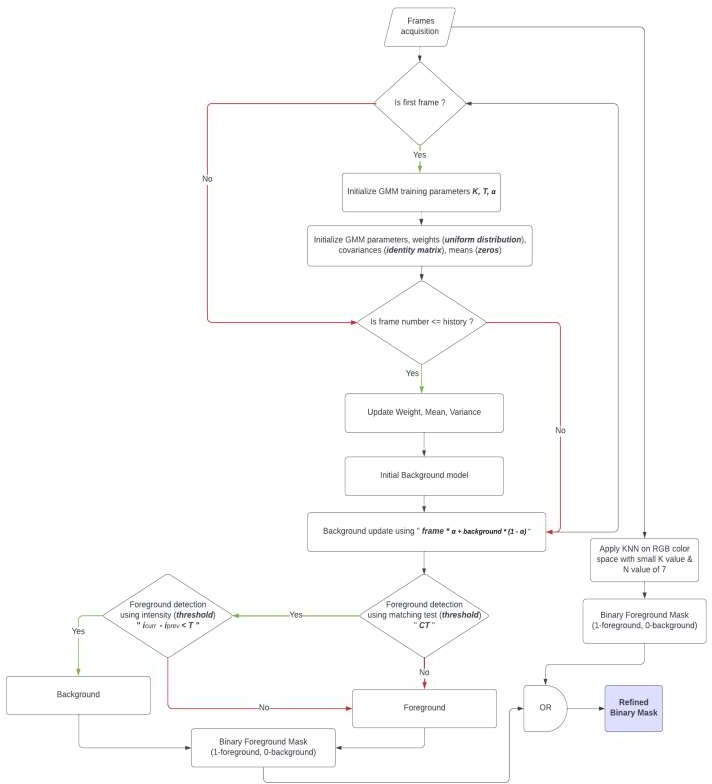 Frames
acquisition
Is first frame ?
Yes
No
Initialize GMM training parameters K, T, α
Initialize GMM parameters, weights (uniform distribution),
covariances (identity matrix), means (zeros)
Is frame number <= history ?
Yes
No
Update Weight, Mean, Variance
Initial Background model
Background update using " frame * α + background * (1 - α) "
Apply KNN on RGB color
space with small K value &
N value of 7
Foreground detection
using intensity (threshold)
" icurr - iprev < T "
Yes
Foreground detection
using matching test (threshold)
" CT "
Binary Foreground Mask
(1-foreground, 0-background)
Yes
No
Background
No
Foreground
OR
Refined
Binary Mask
Binary Foreground Mask
(1-foreground, 0-background)